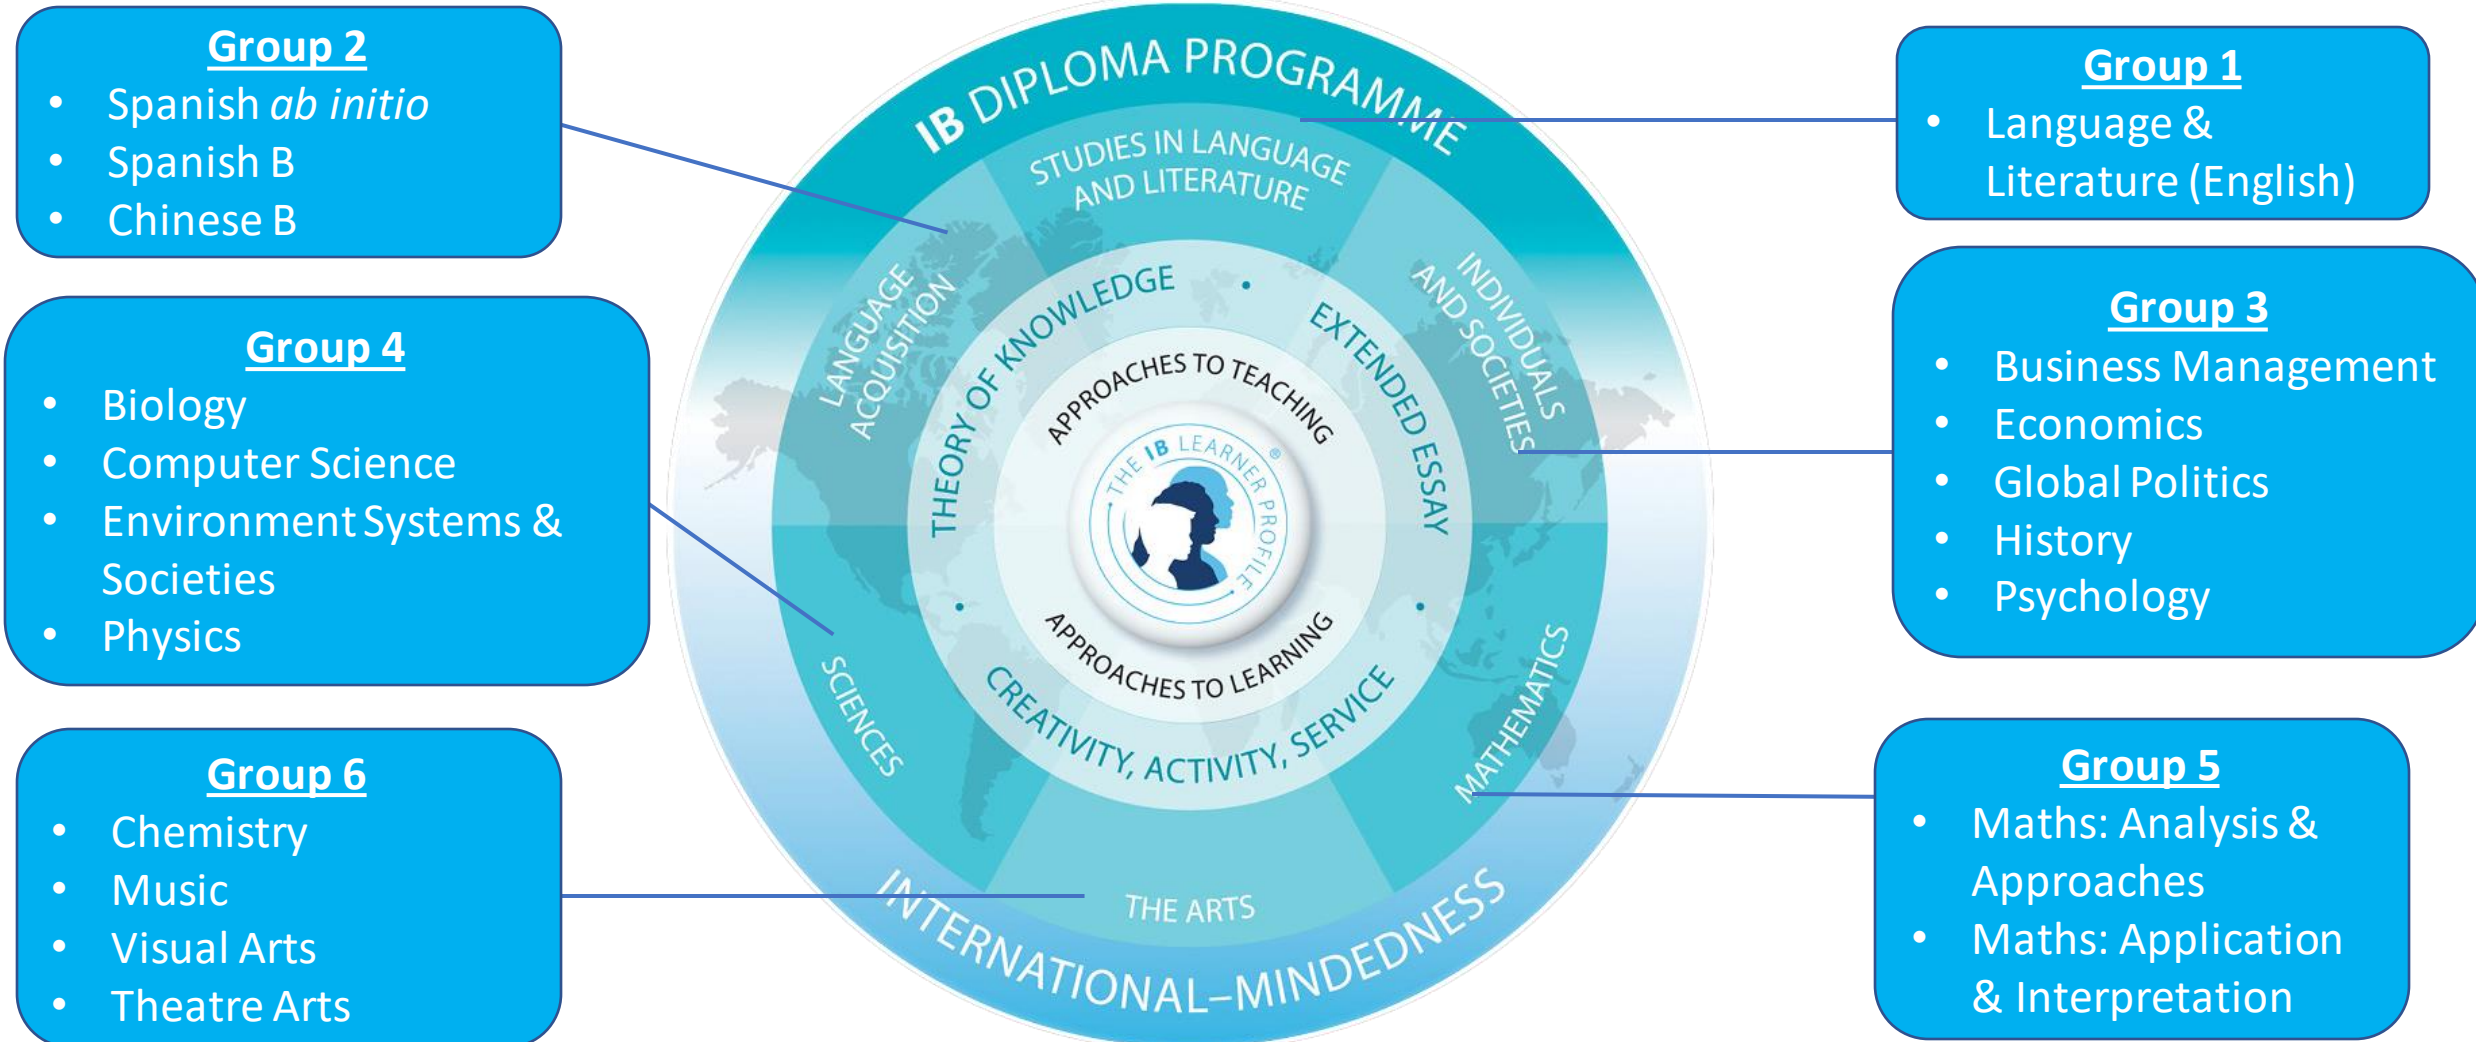 Group 2
• Spanish ab initio
• Spanish B
• Chinese B
Group 4
• Biology
• Computer Science
• Environment Systems &
Societies
• Physics
Group 6
• Chemistry
• Music
• Visual Arts
• Theatre Arts
IB DIPLOMA PROGRAMME
STUDIES IN LANGUAGE
AND LITERATURE
LANGUAGE
ACQUISITION
INDIVIDUALS
AND SOCIETIES
THEORY OF KNOWLEDGE
EXTENDED ESSAY
APPROACHES TO TEACHING
THE IB LEARNER PROFILE®
APPROACHES TO LEARNING
CREATIVITY, ACTIVITY, SERVICE
SCIENCES
MATHEMATICS
THE ARTS
INTERNATIONAL–MINDEDNESS
Group 1
• Language &
Literature (English)
Group 3
• Business Management
• Economics
• Global Politics
• History
• Psychology
Group 5
• Maths: Analysis &
Approaches
• Maths: Application
& Interpretation